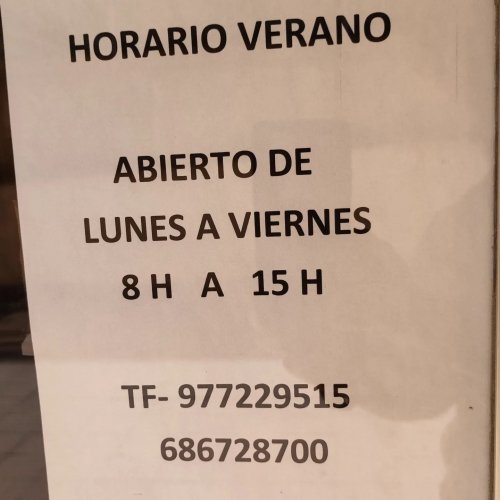 HORARIO VERANO
ABIERTO DE
LUNES A VIERNES
8 H A 15 H
TF- 977229515
686728700